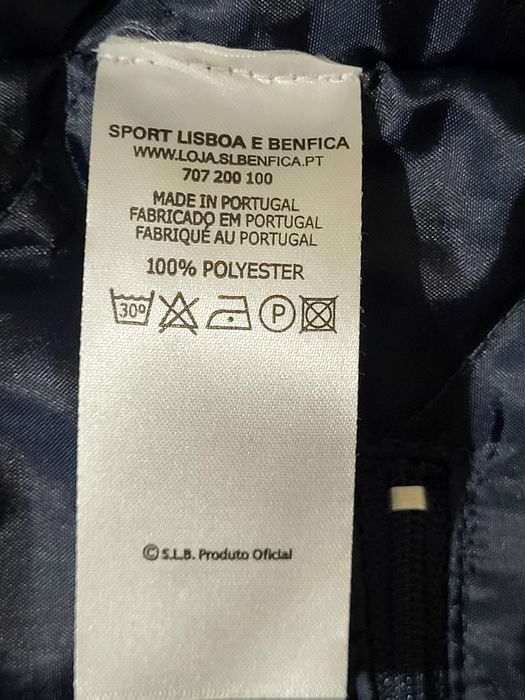 SPORT LISBOA E BENFICA
WWW.LOJA.SLBENFICA.PT
707 200 100
MADE IN PORTUGAL
FABRICADO EM PORTUGAL
FABRIQUÉ AU PORTUGAL
100% POLYESTER
30º P
© S.L.B. Produto Oficial